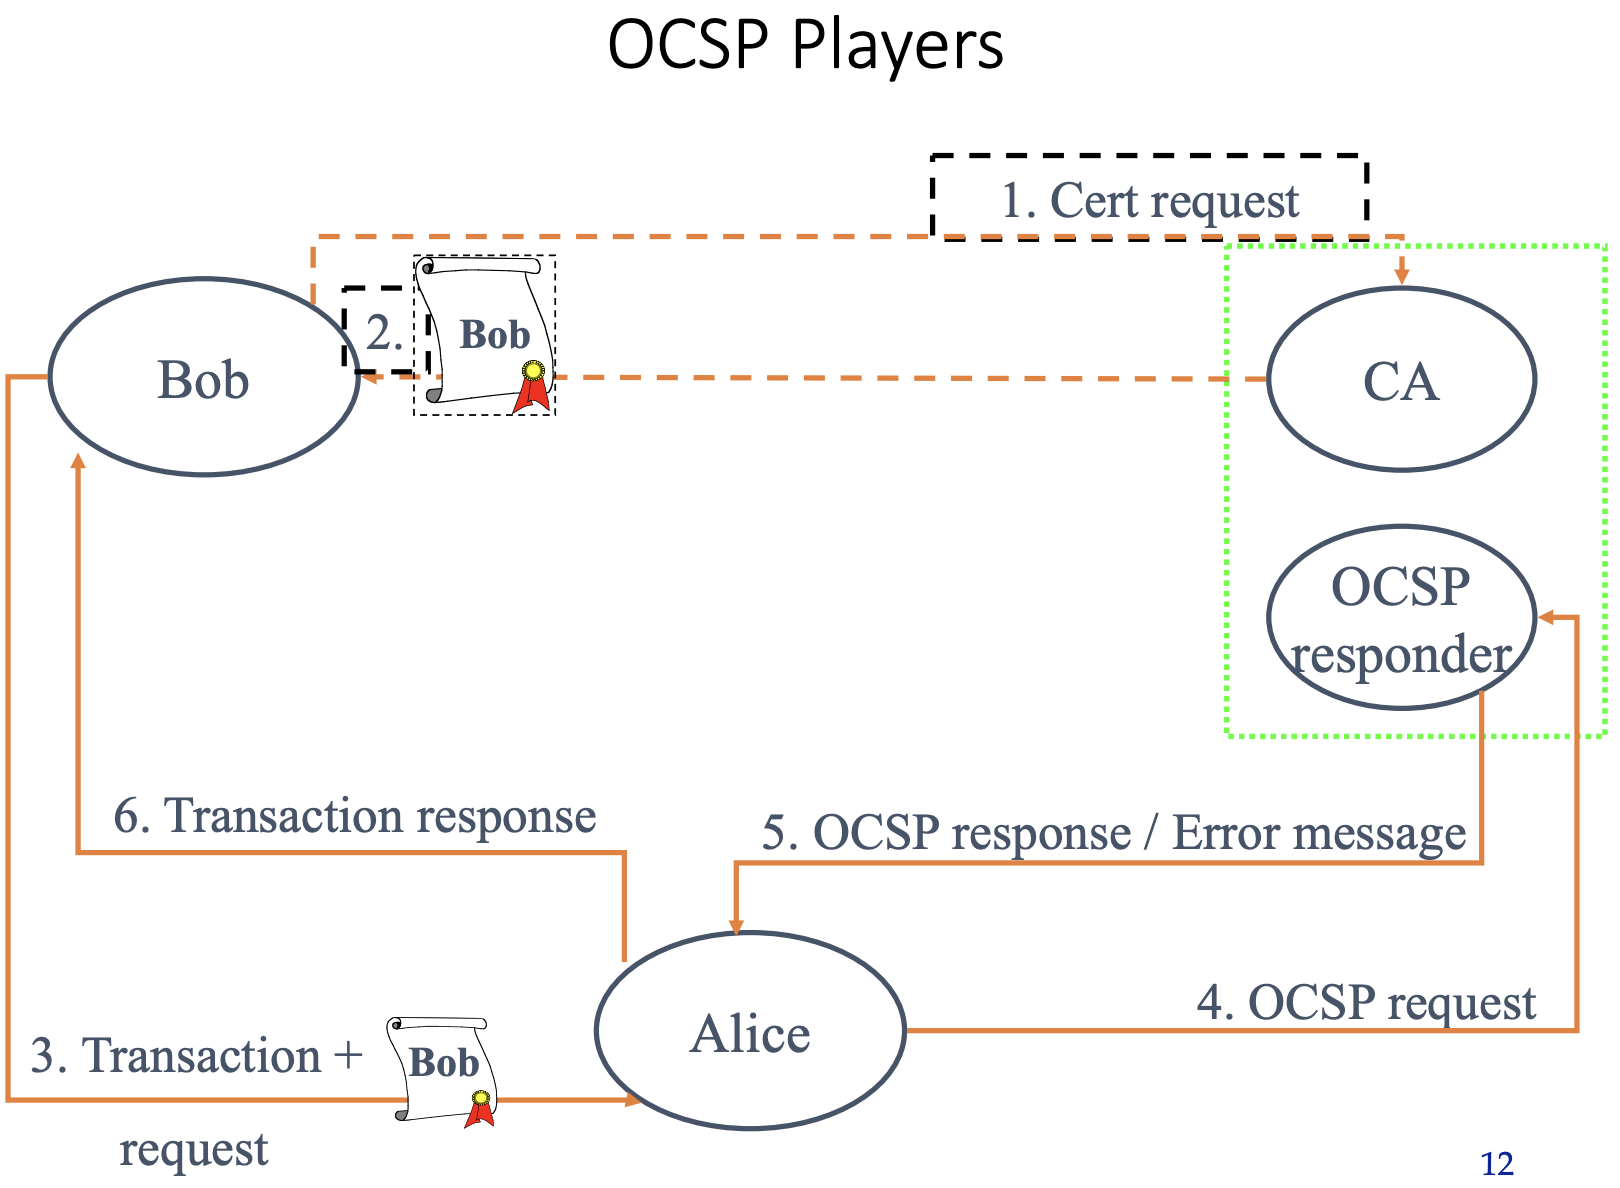 OCSP Players
1. Cert request
2.
Bob
Bob
CA
OCSP
responder
6. Transaction response
5. OCSP response / Error message
Alice
4. OCSP request
3. Transaction +
Bob
request
12